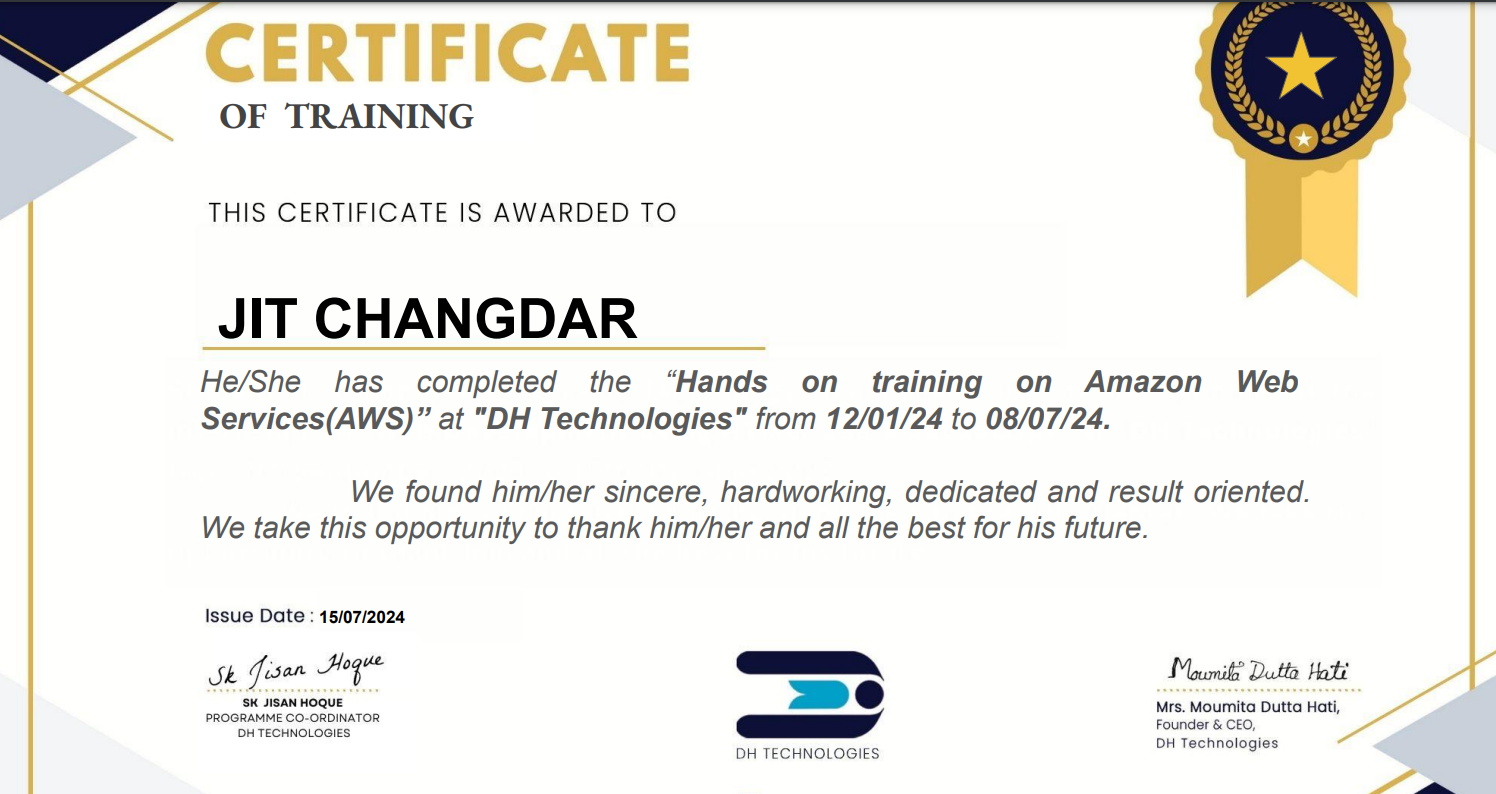 CERTIFICATE
OF TRAINING
THIS CERTIFICATE IS AWARDED TO
JIT CHANGDAR
He/She has completed the “Hands on training on Amazon Web
Services(AWS)” at "DH Technologies" from 12/01/24 to 08/07/24.
We found him/her sincere, hardworking, dedicated and result oriented.
We take this opportunity to thank him/her and all the best for his future.
Issue Date : 15/07/2024
Sk Jisan Hoque
SK JISAN HOQUE
PROGRAMME CO-ORDINATOR
DH TECHNOLOGIES
DH TECHNOLOGIES
Moumita Dutta Hati
Mrs. Moumita Dutta Hati,
Founder & CEO,
DH Technologies